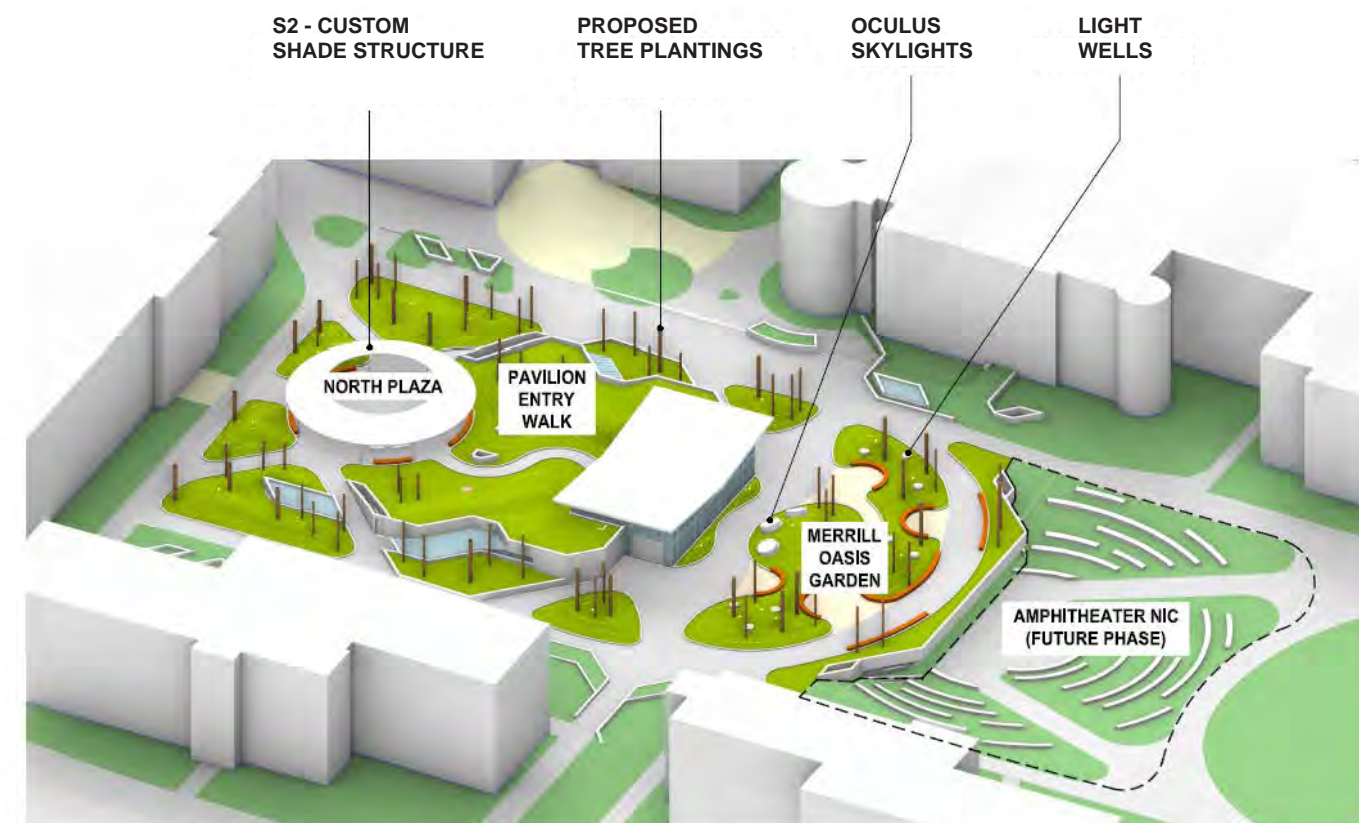 S2 - CUSTOM
SHADE STRUCTURE
PROPOSED
TREE PLANTINGS
OCULUS
SKYLIGHTS
LIGHT
WELLS
NORTH PLAZA
PAVILION
ENTRY
WALK
MERRILL
OASIS
GARDEN
AMPHITHEATER NIC
(FUTURE PHASE)